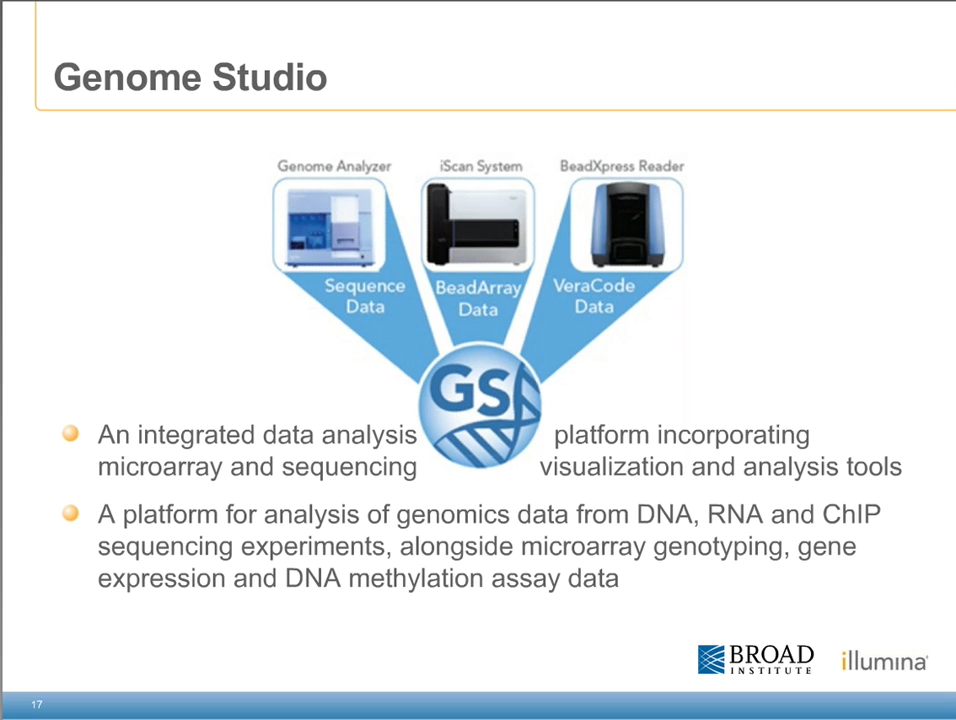 Genome Studio
Genome Analyzer
iScan System
BeadXpress Reader
Sequence
Data
BeadArray
Data
VeraCode
Data
GS
An integrated data analysis platform incorporating
microarray and sequencing visualization and analysis tools
A platform for analysis of genomics data from DNA, RNA and ChIP
sequencing experiments, alongside microarray genotyping, gene
expression and DNA methylation assay data
BROAD
INSTITUTE
illumina
17